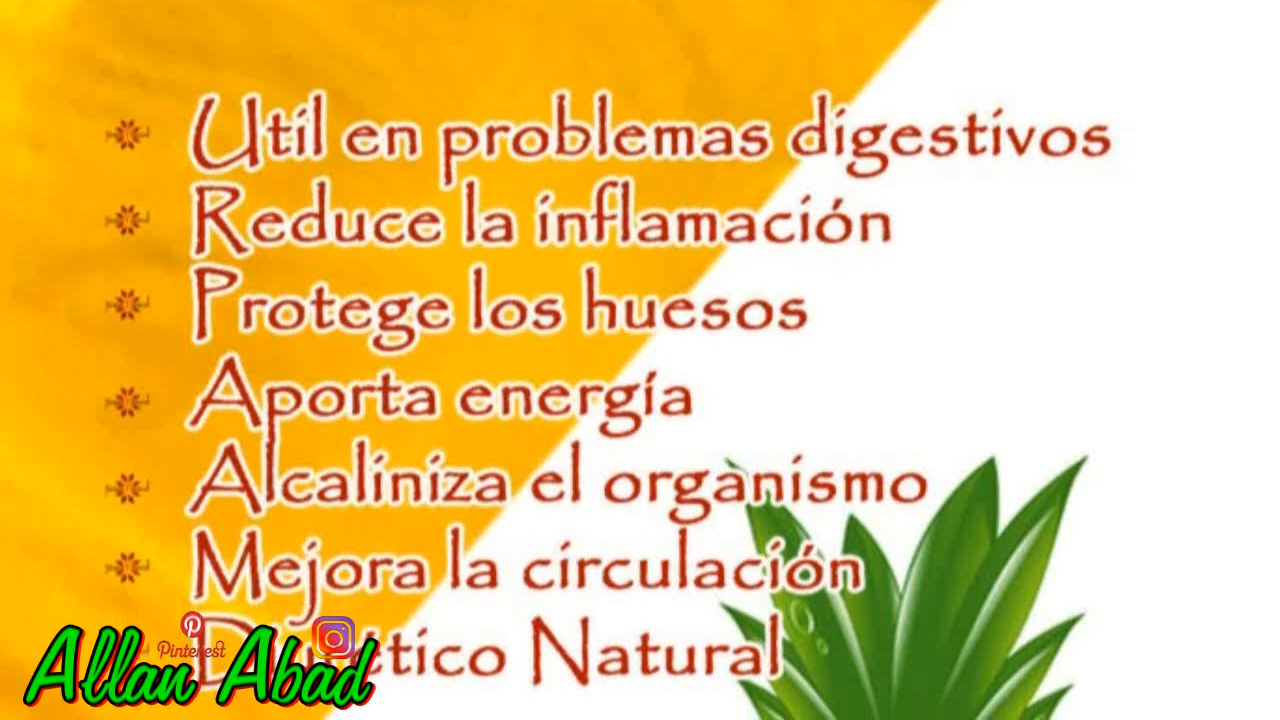 Util en problemas digestivos
Reduce la inflamación
Protege los huesos
Aporta energía
Alcaliniza el organismo
Mejora la circulación
Natural
Pinterest
Allan Abad